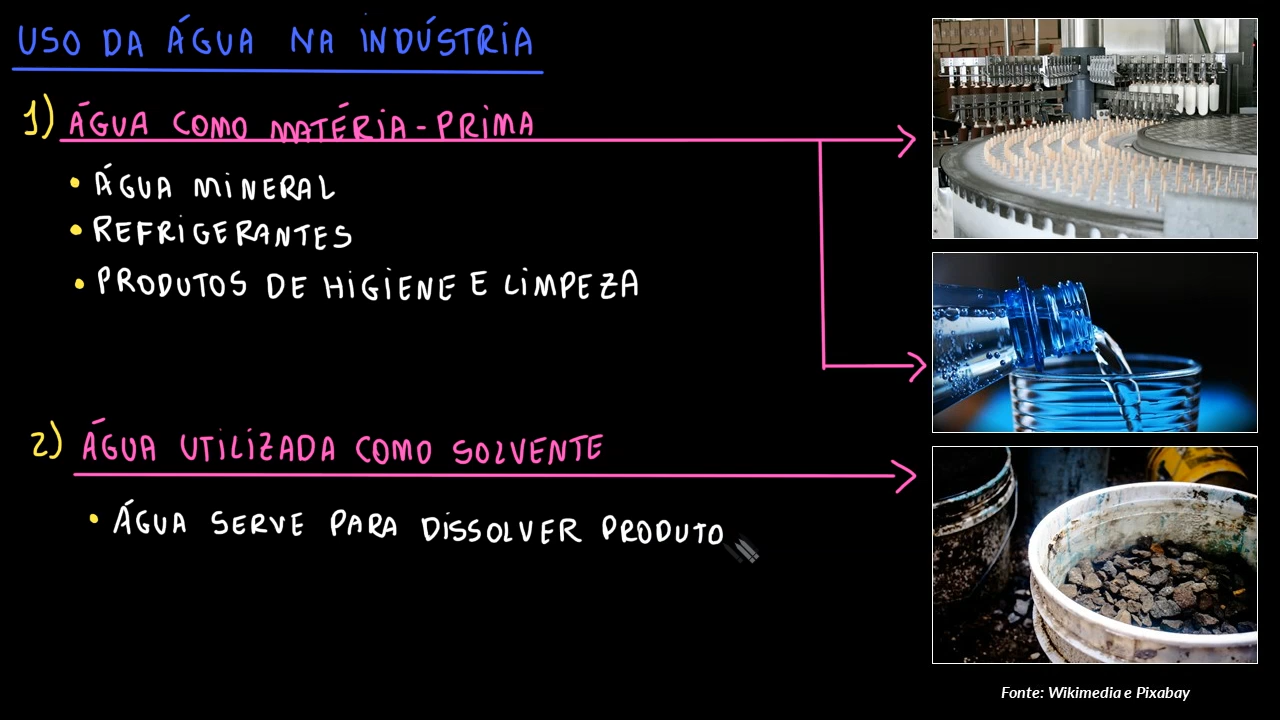 USO DA ÁGUA NA INDÚSTRIA
1) ÁGUA COMO MATÉRIA-PRIMA
• ÁGUA MINERAL
• REFRIGERANTES
• PRODUTOS DE HIGIENE E LIMPEZA
2) ÁGUA UTILIZADA COMO SOLVENTE
• ÁGUA SERVE PARA DISSOLVER PRODUTO
Fonte: Wikimedia e Pixabay